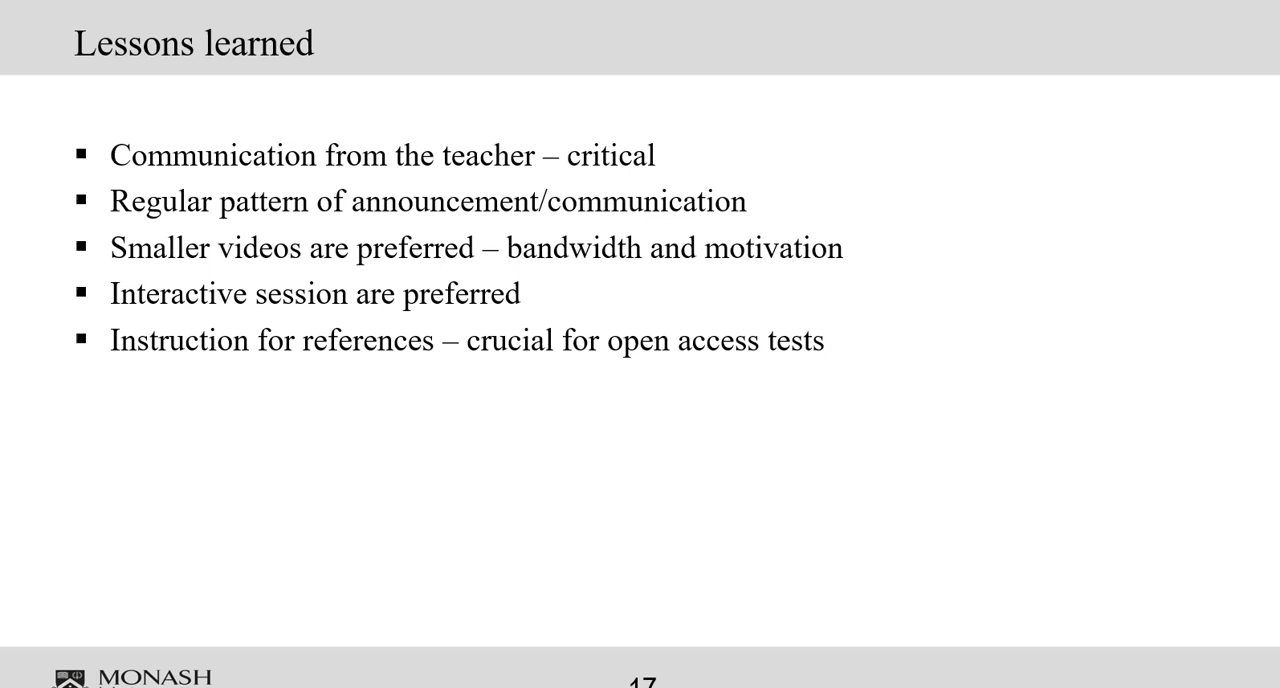 Lessons learned
▪ Communication from the teacher – critical
▪ Regular pattern of announcement/communication
▪ Smaller videos are preferred – bandwidth and motivation
▪ Interactive session are preferred
▪ Instruction for references – crucial for open access tests
MONASH
17